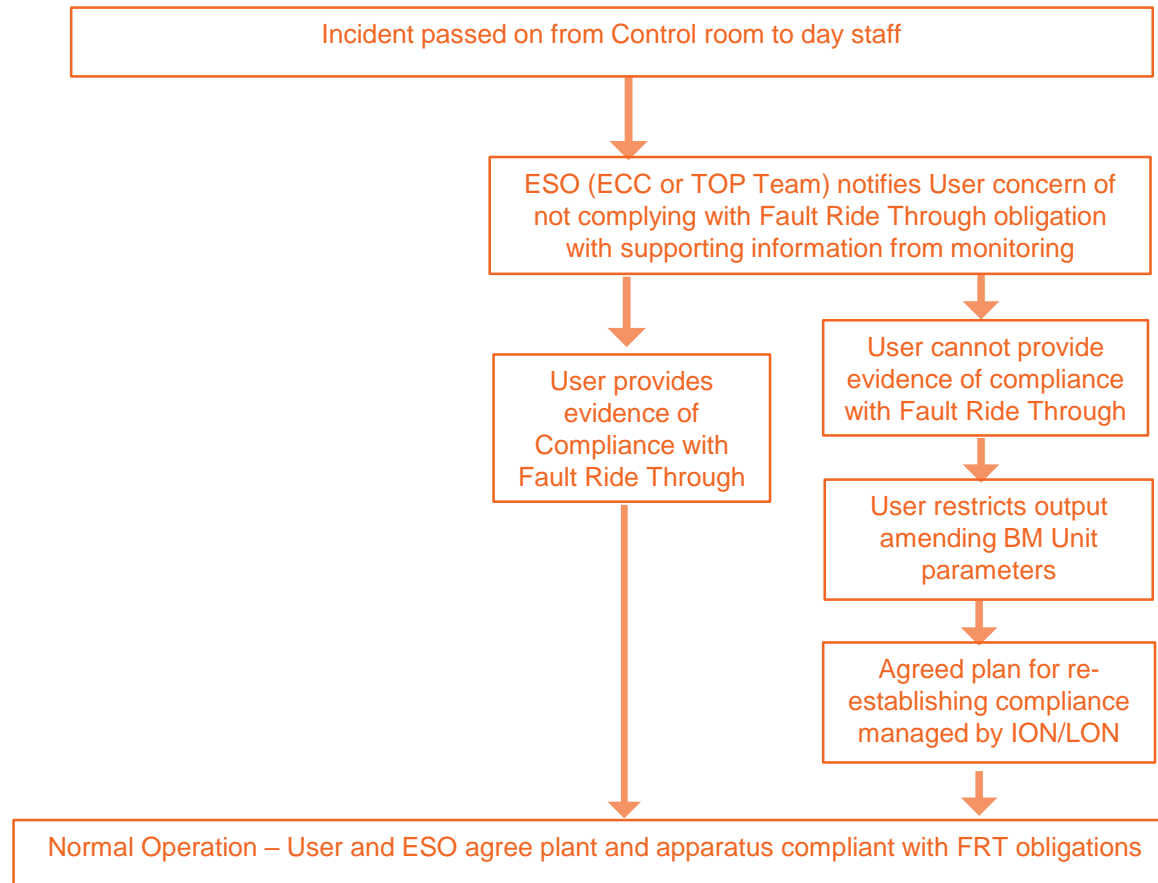 Incident passed on from Control room to day staff
ESO (ECC or TOP Team) notifies User concern of
not complying with Fault Ride Through obligation
with supporting information from monitoring
User provides
evidence of
Compliance with
Fault Ride Through
User cannot provide
evidence of compliance
with Fault Ride Through
User restricts output
amending BM Unit
parameters
Agreed plan for re-
establishing compliance
managed by ION/LON
Normal Operation – User and ESO agree plant and apparatus compliant with FRT obligations